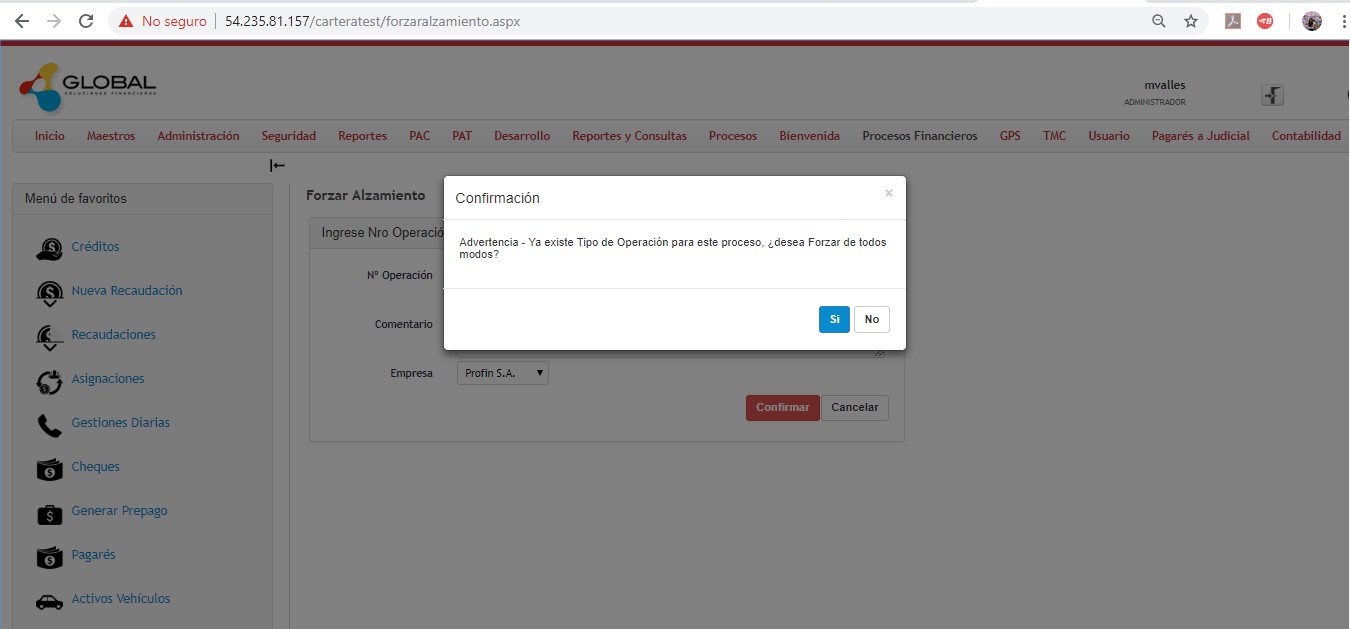 No seguro
54.235.81.157/carteratest/forzaralzamiento.aspx
GLOBAL
SOLUCIONES FINANCIERAS
mvalles
ADMINISTRADOR
Inicio Maestros Administración Seguridad Reportes PAC PAT Desarrollo Reportes y Consultas Procesos Bienvenida Procesos Financieros GPS TMC Usuario Pagarés a Judicial Contabilidad
Menú de favoritos
Créditos
Nueva Recaudación
Recaudaciones
Asignaciones
Gestiones Diarias
Cheques
Generar Prepago
Pagarés
Activos Vehículos
Forzar Alzamiento
Ingrese Nro Operació
Nº Operación
Comentario
Empresa
Profin S.A.
Confirmar Cancelar
Confirmación
×
Advertencia - Ya existe Tipo de Operación para este proceso, ¿desea Forzar de todos
modos?
Si No